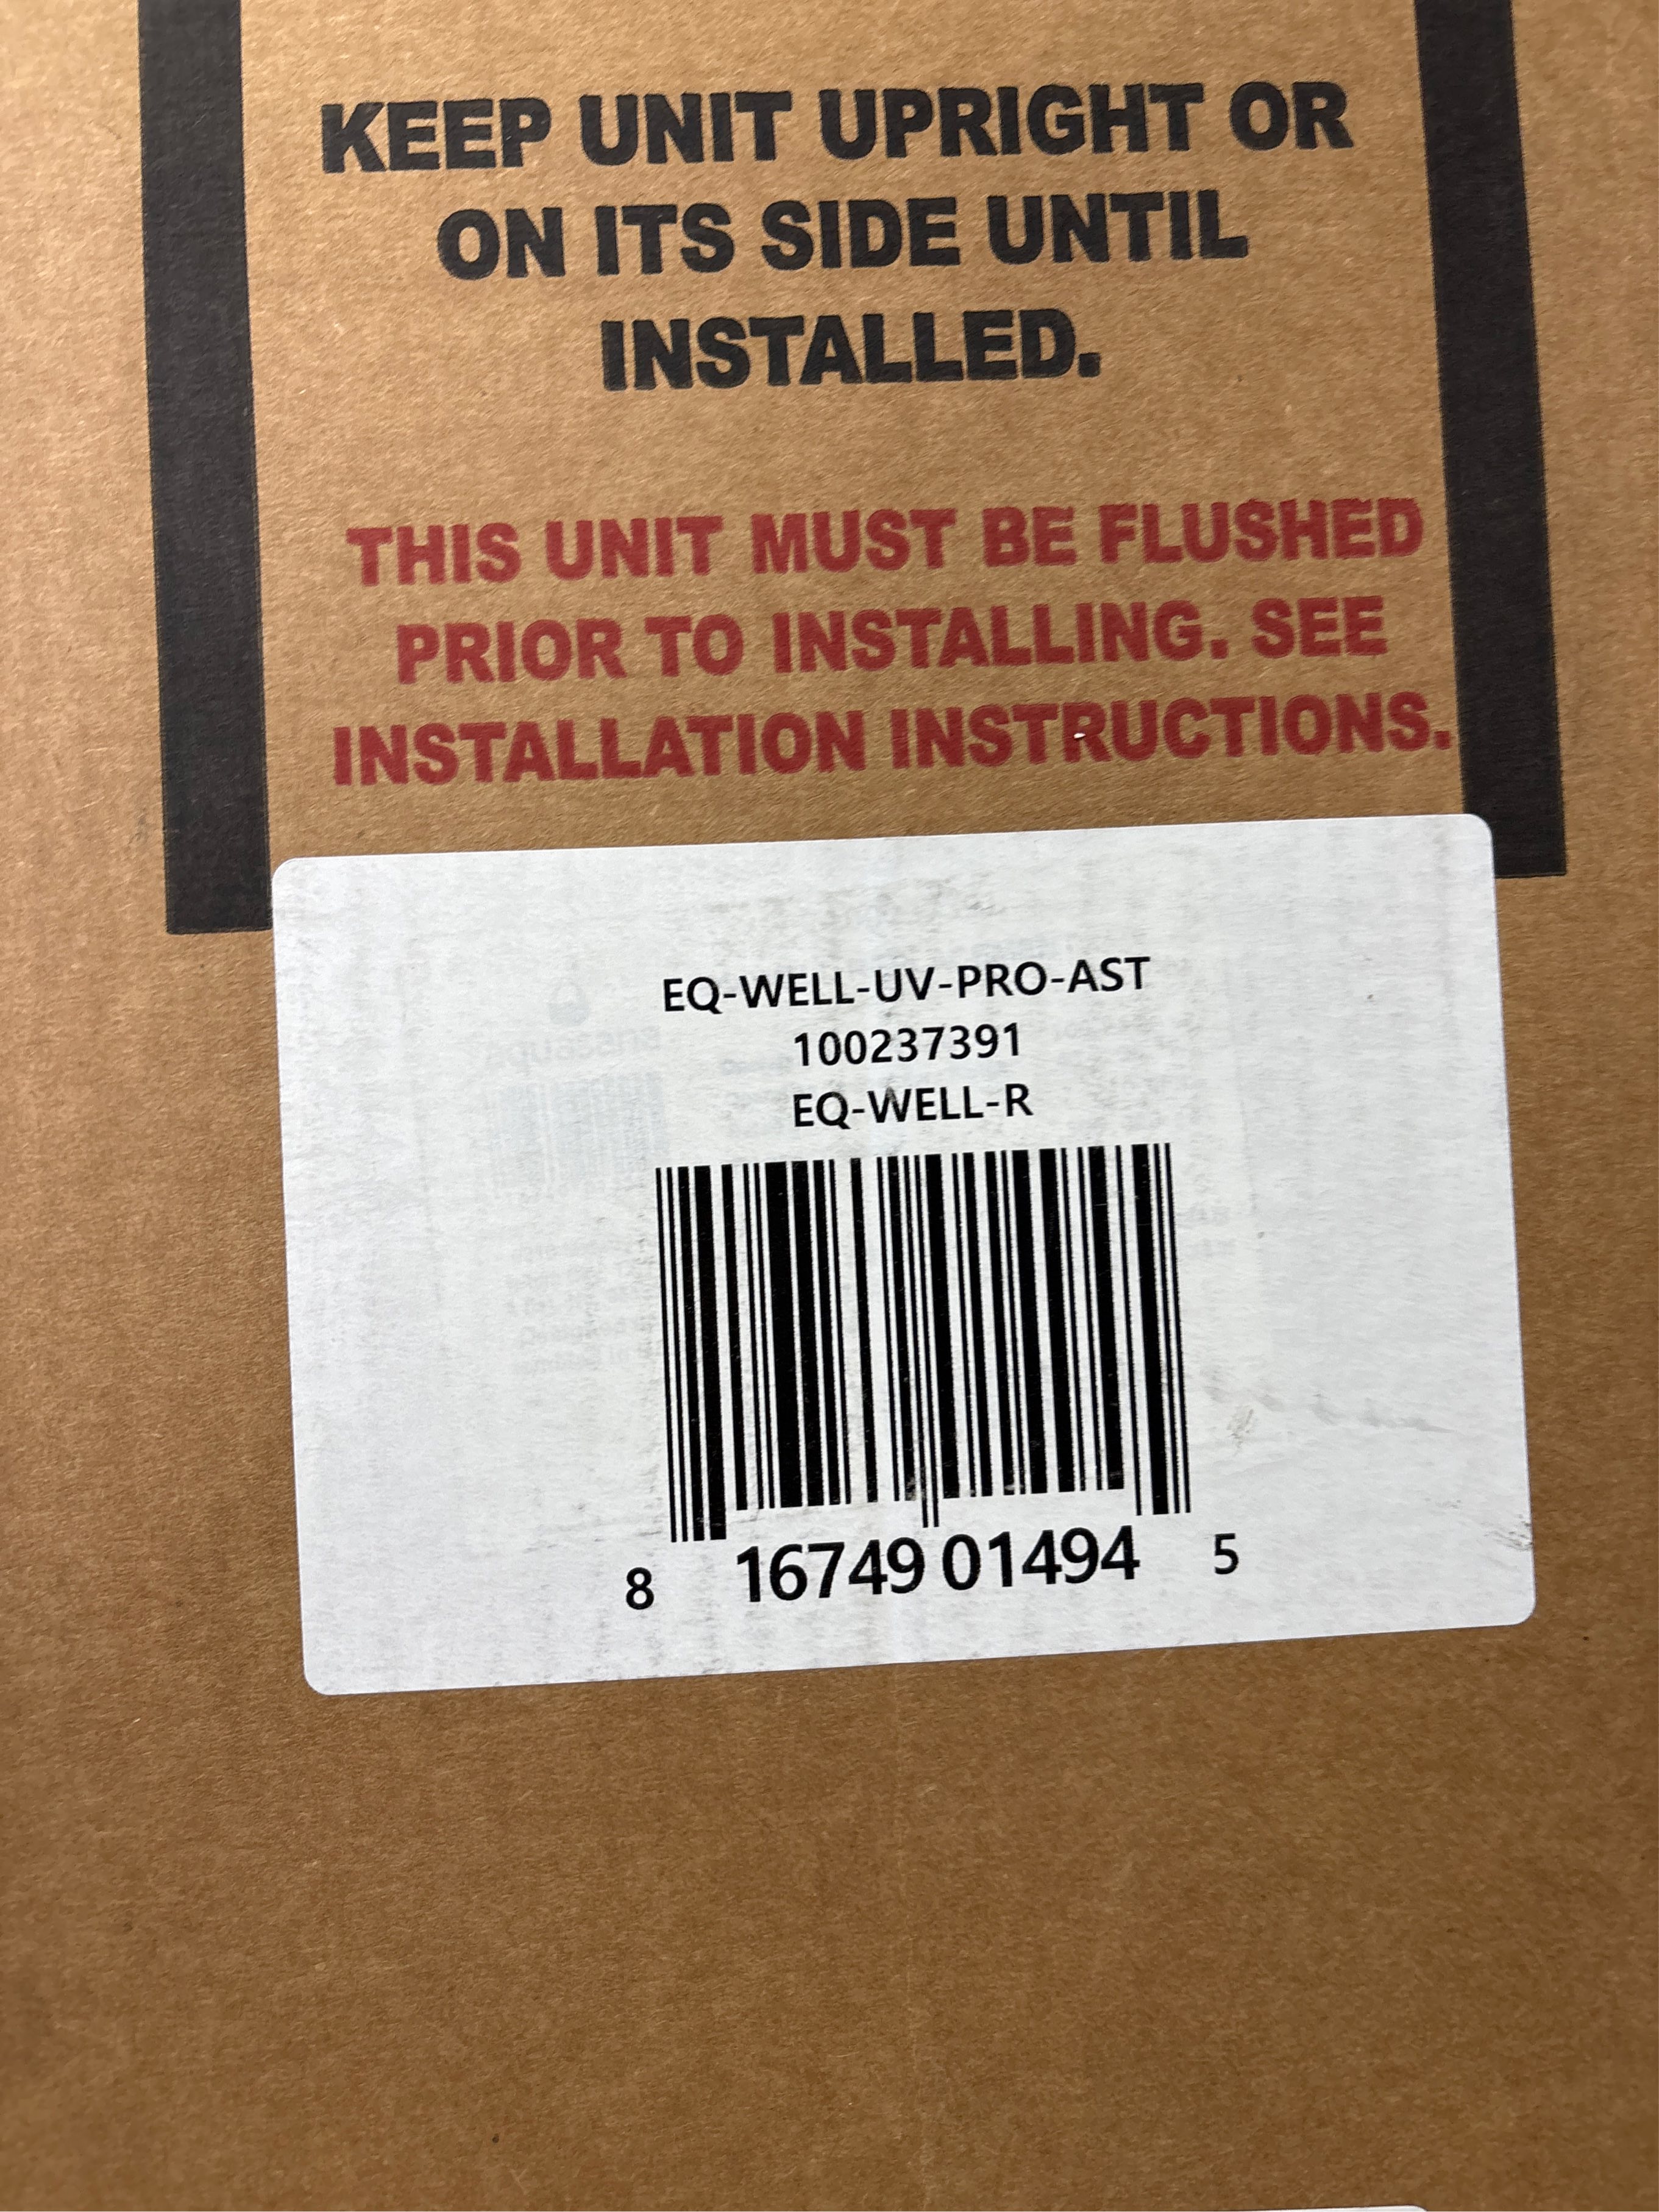 KEEP UNIT UPRIGHT OR
ON ITS SIDE UNTIL
INSTALLED.
THIS UNIT MUST BE FLUSHED
PRIOR TO INSTALLING. SEE
INSTALLATION INSTRUCTIONS.
EQ-WELL-UV-PRO-AST
100237391
EQ-WELL-R
8 16749 01494 5